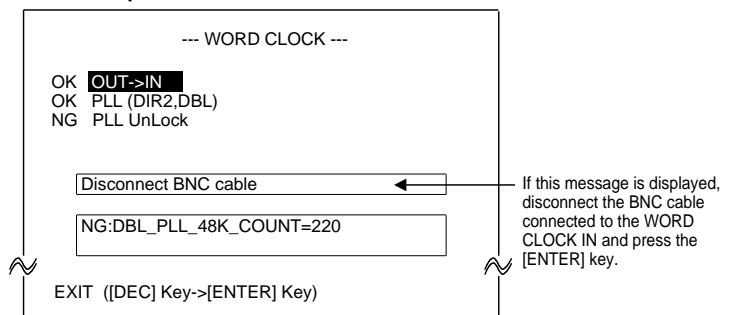 --- WORD CLOCK ---
OK OUT->IN
OK PLL (DIR2,DBL)
NG PLL UnLock
Disconnect BNC cable
NG:DBL_PLL_48K_COUNT=220
EXIT ([DEC] Key->[ENTER] Key)
If this message is displayed,
disconnect the BNC cable
connected to the WORD
CLOCK IN and press the
[ENTER] key.